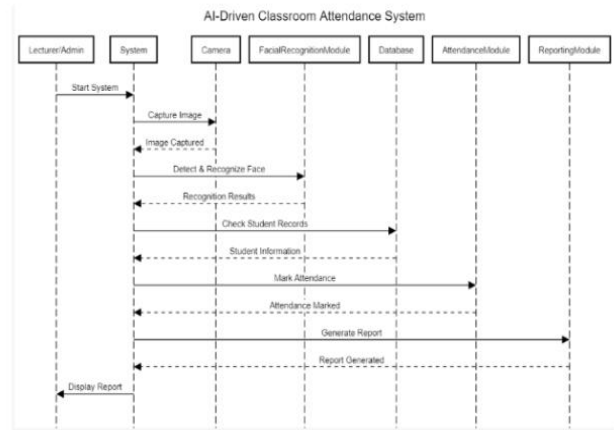 AI-Driven Classroom Attendance System
Lecturer/Admin System Camera FacialRecognitionModule Database AttendanceModule ReportingModule
Start System
Capture Image
Image Captured
Detect & Recognize Face
Recognition Results
Check Student Records
Student Information
Mark Attendance
Attendance Marked
Generate Report
Report Generated
Display Report